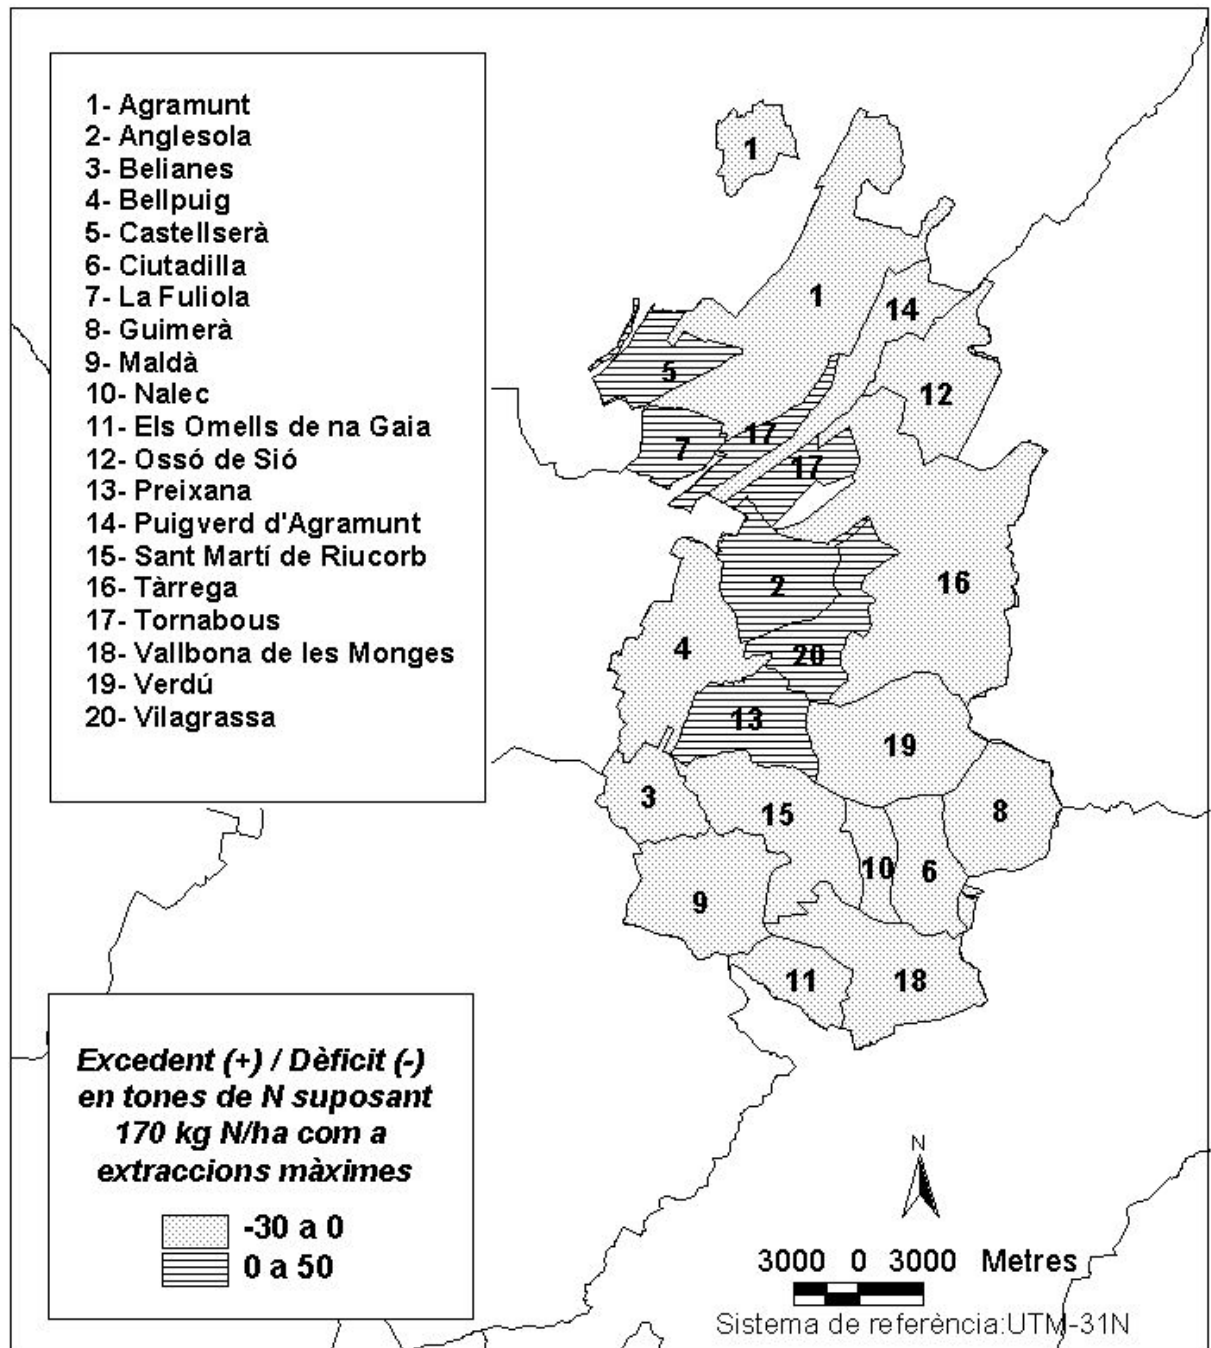 1- Agramunt
2- Anglesola
3- Belianes
4- Bellpuig
5- Castellserà
6- Ciutadilla
7- La Fuliola
8- Guimerà
9- Maldà
10- Nalec
11- Els Omells de na Gaia
12- Ossó de Sió
13- Preixana
14- Puigverd d'Agramunt
15- Sant Martí de Riucorb
16- Tàrrega
17- Tornabous
18- Vallbona de les Monges
19- Verdú
20- Vilagrassa
1
1
14
5
12
17
7
17
2
16
4
20
13
19
3
15
8
10
6
9
11
18
Excedent (+) / Dèficit (-)
en tones de N suposant
170 kg N/ha com a
extraccions màximes
-30 a 0
0 a 50
N
3000 0 3000 Metres
Sistema de referència:UTM-31N